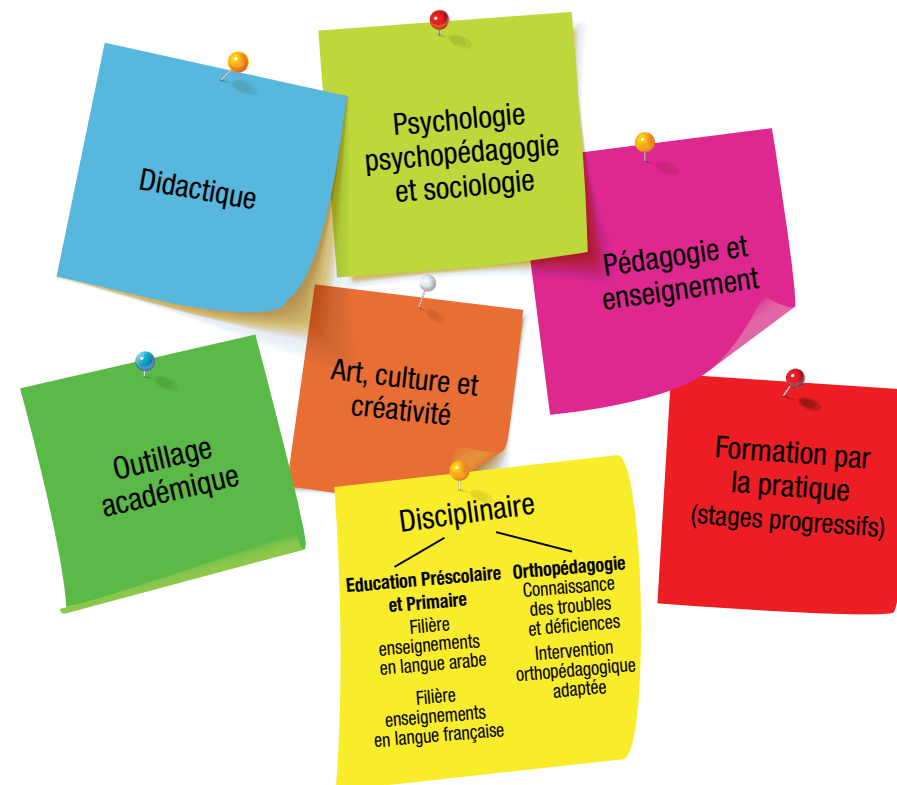 Didactique
Psychologie
psychopédagogie
et sociologie
Pédagogie et
enseignement
Art, culture et
créativité
Outillage
académique
Formation par
la pratique
(stages progressifs)
Disciplinaire
Education Préscolaire
et Primaire
Filière
enseignements
en langue arabe
Filière
enseignements
en langue française
Orthopédagogie
Connaissance
des troubles
et déficiences
Intervention
orthopédagogique
adaptée